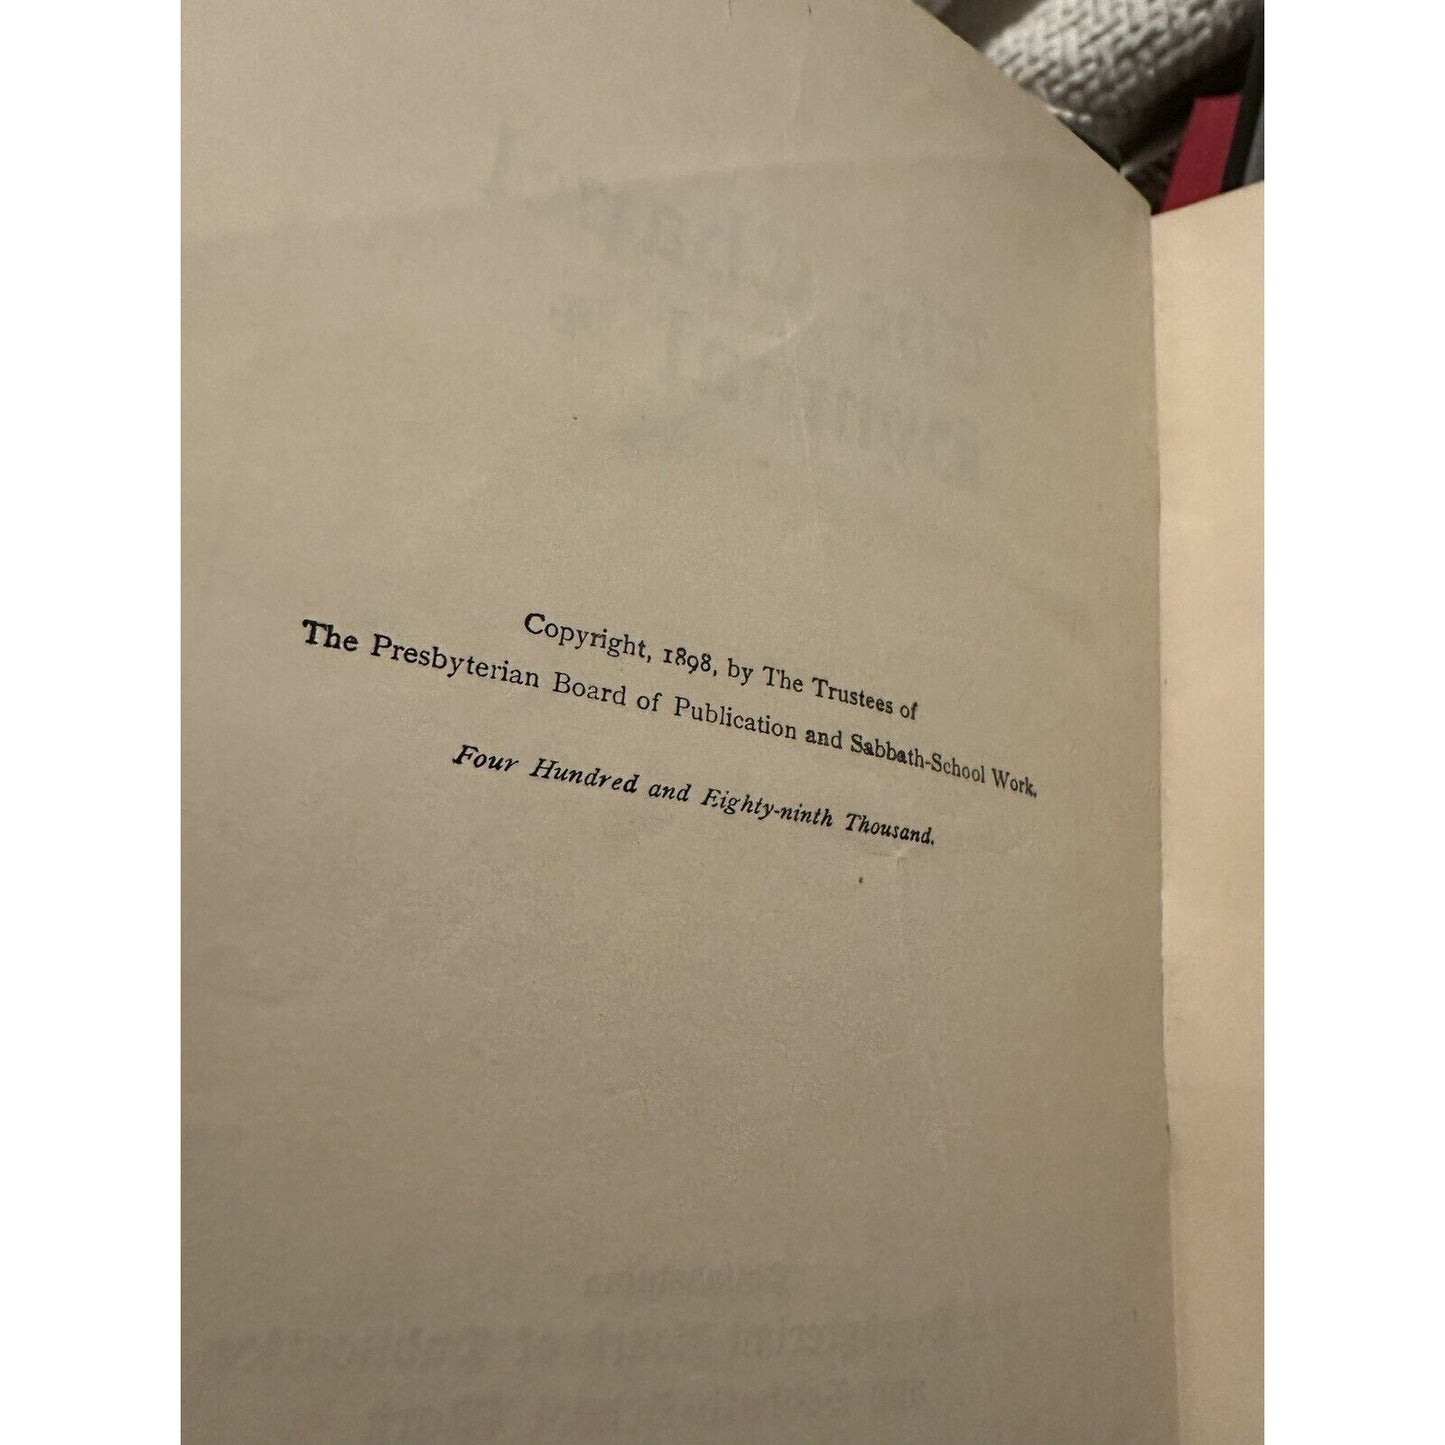 Copyright, 1898, by The Trustees of
The Presbyterian Board of Publication and Sabbath-School Work.
Four Hundred and Eighty-ninth Thousand.